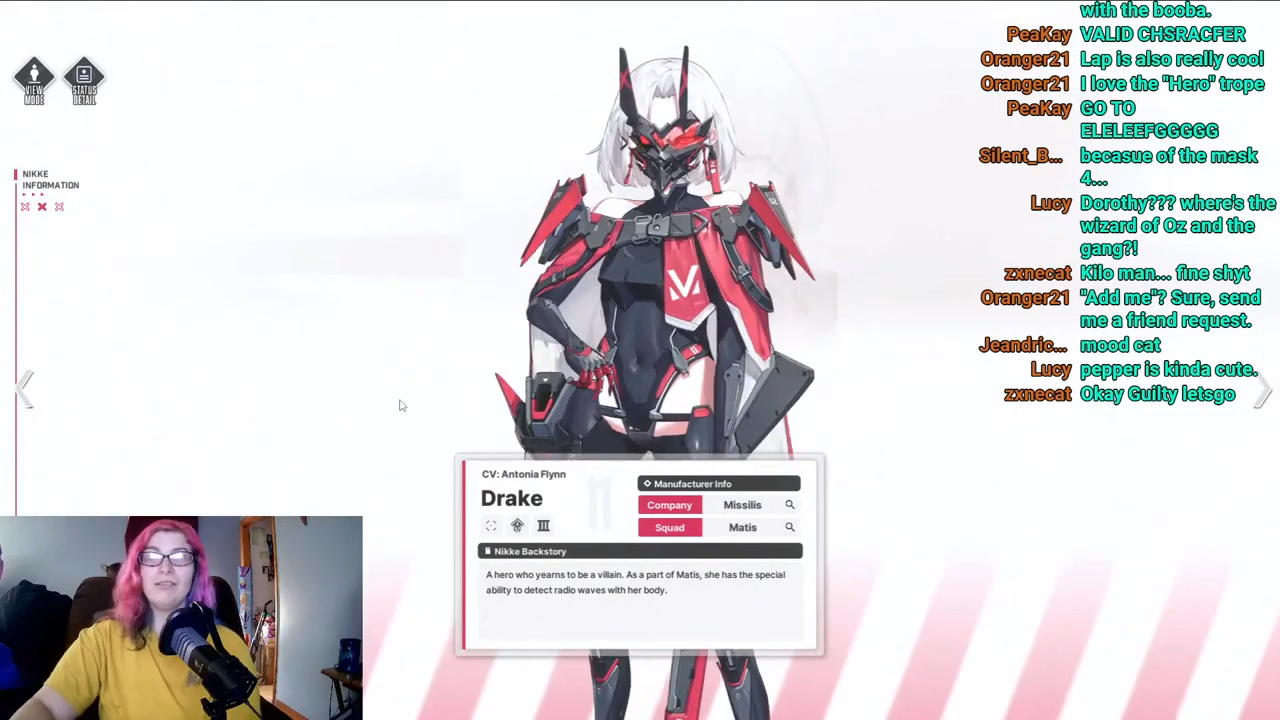 VIEW
MODE
STATUS
DETAIL
NIKKE
INFORMATION
CV: Antonia Flynn
Drake
Manufacturer Info
Company Missilis
Squad Matis
Nikke Backstory
A hero who yearns to be a villain. As a part of Matis, she has the special
ability to detect radio waves with her body.
with the booba.
PeaKay VALID CHSRACFER
Oranger21 Lap is also really cool
Oranger21 I love the "Hero" trope
PeaKay GO TO
ELELEEFGGGGG
Silent_B... becasue of the mask
4...
Lucy Dorothy??? where's the
wizard of Oz and the
gang?!
zxnecat Kilo man... fine shyt
Oranger21 "Add me"? Sure, send
me a friend request.
Jeandric... mood cat
Lucy pepper is kinda cute.
zxnecat Okay Guilty letsgo